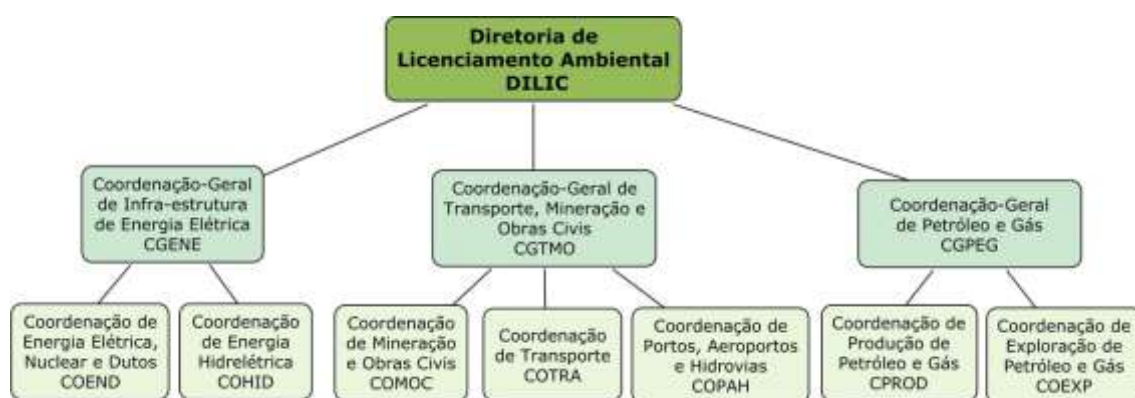 Diretoria de
Licenciamento Ambiental
DILIC
Coordenação-Geral
de Infra-estrutura
de Energia Elétrica
CGENE
Coordenação-Geral de
Transporte, Mineração e
Obras Civis
CGTMO
Coordenação-Geral
de Petróleo e Gás
CGPEG
Coordenação de
Energia Elétrica,
Nuclear e Dutos
COEND
Coordenação
de Energia
Hidrelétrica
COHID
Coordenação
de Mineração
e Obras Civis
COMOC
Coordenação
de Transporte
COTRA
Coordenação de
Portos, Aeroportos
e Hidrovias
COPAH
Coordenação de
Produção de
Petróleo e Gás
CPROD
Coordenação de
Exploração de
Petróleo e Gás
COEXP